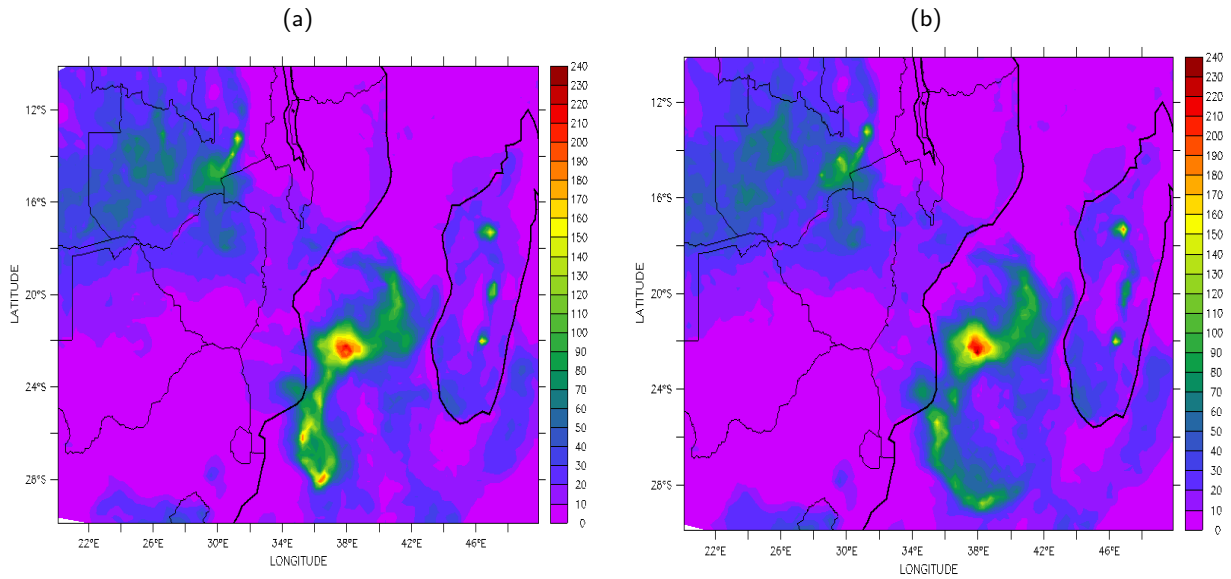 (a)
(b)
240
230
220
210
200
190
180
170
160
150
140
130
120
110
100
90
80
70
60
50
40
30
20
10
0
12°S
16°S
20°S
24°S
28°S
LATITUDE
22°E 26°E 30°E 34°E 38°E 42°E 46°E
LONGITUDE
240
230
220
210
200
190
180
170
160
150
140
130
120
110
100
90
80
70
60
50
40
30
20
10
0
12°S
16°S
20°S
24°S
28°S
LATITUDE
22°E 26°E 30°E 34°E 38°E 42°E 46°E
LONGITUDE